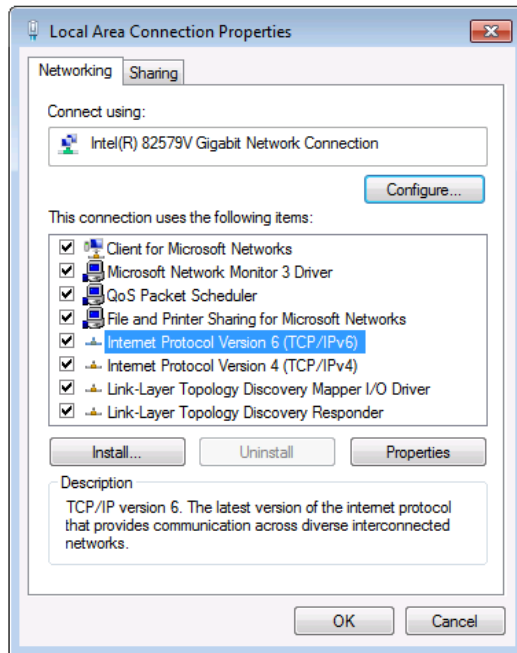 Local Area Connection Properties
Networking
Sharing
Connect using:
Intel(R) 82579V Gigabit Network Connection
Configure...
This connection uses the following items:
Client for Microsoft Networks
Microsoft Network Monitor 3 Driver
QoS Packet Scheduler
File and Printer Sharing for Microsoft Networks
Internet Protocol Version 6 (TCP/IPv6)
Internet Protocol Version 4 (TCP/IPv4)
Link-Layer Topology Discovery Mapper I/O Driver
Link-Layer Topology Discovery Responder
Install...
Uninstall
Properties
Description
TCP/IP version 6. The latest version of the internet protocol
that provides communication across diverse interconnected
networks.
OK
Cancel